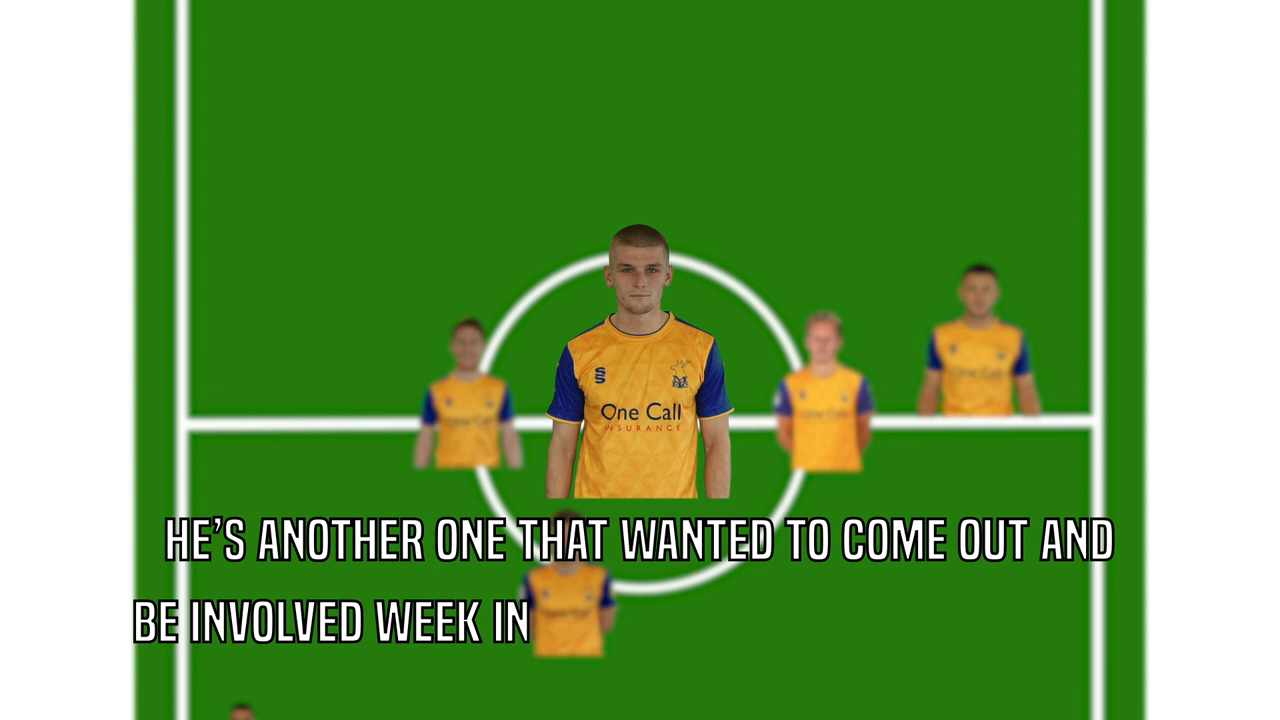 One Call
INSURANCE
HE'S ANOTHER ONE THAT WANTED TO COME OUT AND
BE INVOLVED WEEK IN